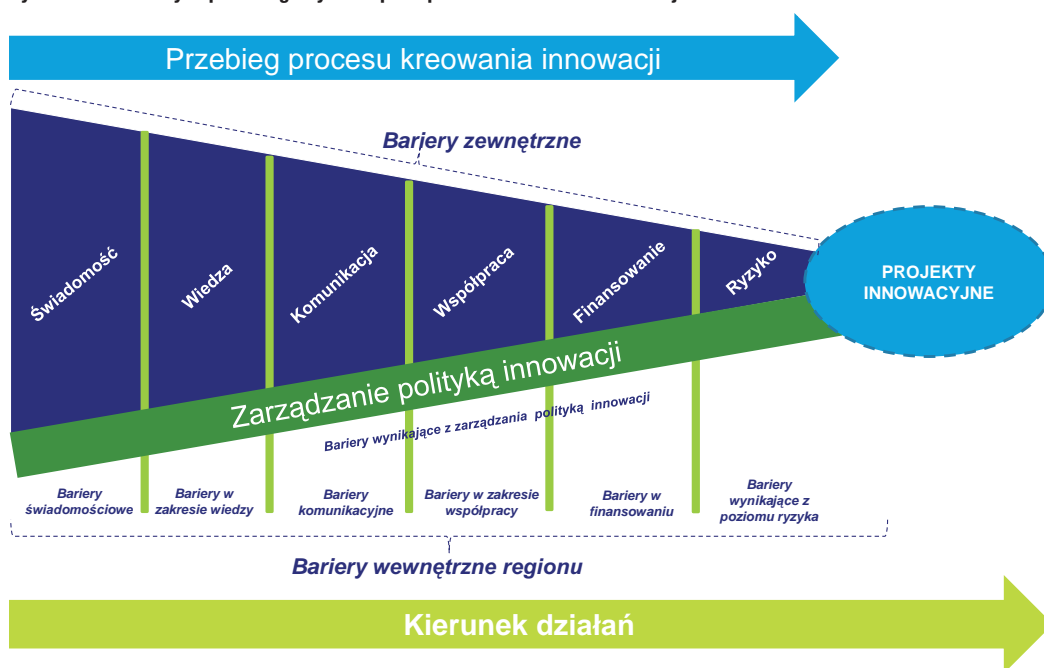 Przebieg procesu kreowania innowacji
Bariery zewnętrzne
Świadomość
Wiedza
Komunikacja
Współpraca
Finansowanie
Ryzyko
PROJEKTY
INNOWACYJNE
Zarządzanie polityką innowacji
Bariery wynikające z zarządzania polityką innowacji
Bariery
świadomościowe
Bariery w
zakresie wiedzy
Bariery
komunikacyjne
Bariery w zakresie
współpracy
Bariery w
finansowaniu
Bariery
wynikające z
poziomu ryzyka
Bariery wewnętrzne regionu
Kierunek działań